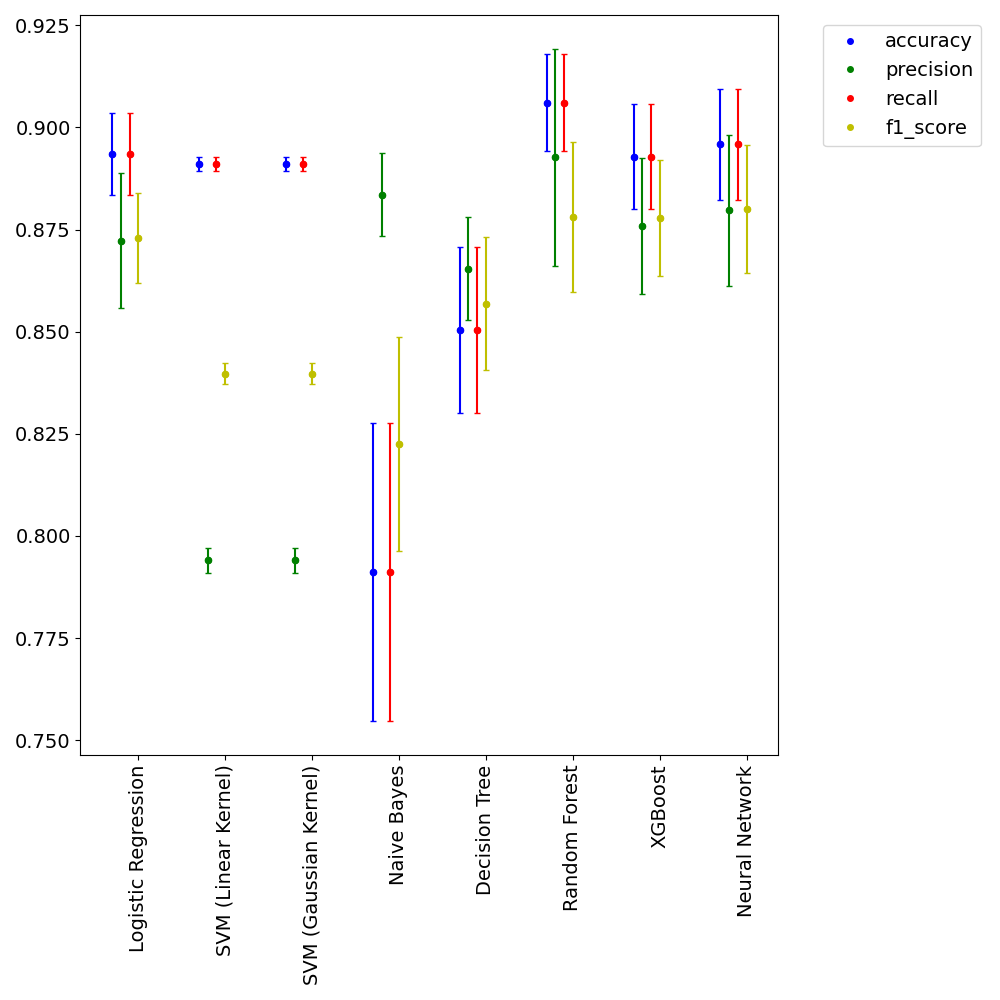 0.925
0.900
0.875
0.850
0.825
0.800
0.775
0.750
accuracy
precision
recall
f1_score
Logistic Regression
SVM (Linear Kernel)
SVM (Gaussian Kernel)
Naive Bayes
Decision Tree
Random Forest
XGBoost
Neural Network